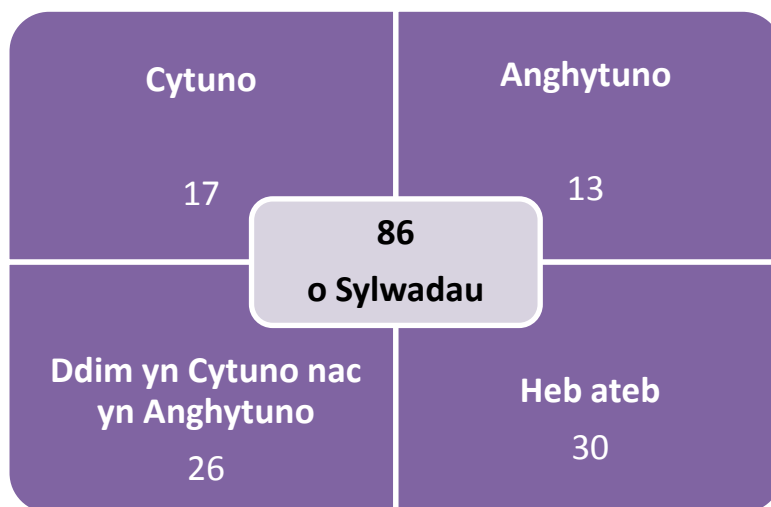 Cytuno
17
Anghytuno
13
86
o Sylwadau
Ddim yn Cytuno nac
yn Anghytuno
26
Heb ateb
30